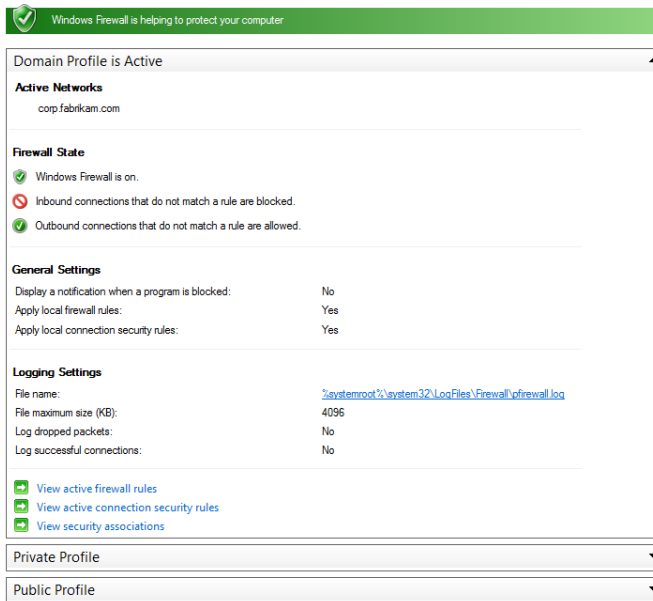 Windows Firewall is helping to protect your computer
Domain Profile is Active
Active Networks
corp.fabrikam.com
Firewall State
Windows Firewall is on.
Inbound connections that do not match a rule are blocked.
Outbound connections that do not match a rule are allowed.
General Settings
Display a notification when a program is blocked: No
Apply local firewall rules: Yes
Apply local connection security rules: Yes
Logging Settings
File name: %systemroot%\system32\LogFiles\Firewall\pfirewall.log
File maximum size (KB): 4096
Log dropped packets: No
Log successful connections: No
View active firewall rules
View active connection security rules
View security associations
Private Profile
Public Profile